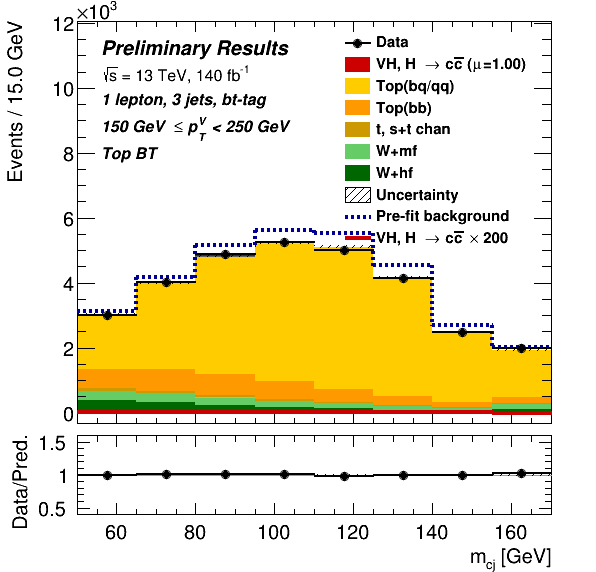 ×10³
Events / 15.0 GeV
12
10
8
6
4
2
0
Preliminary Results
√s = 13 TeV, 140 fb⁻¹
1 lepton, 3 jets, bt-tag
150 GeV ≤ p_T^V < 250 GeV
Top BT
Data
VH, H → cc̅ (μ=1.00)
Top(bq/qq)
Top(bb)
t, s+t chan
W+mf
W+hf
Uncertainty
Pre-fit background
VH, H → cc̅ × 200
Data/Pred.
1.5
1
0.5
60 80 100 120 140 160
m_cj [GeV]